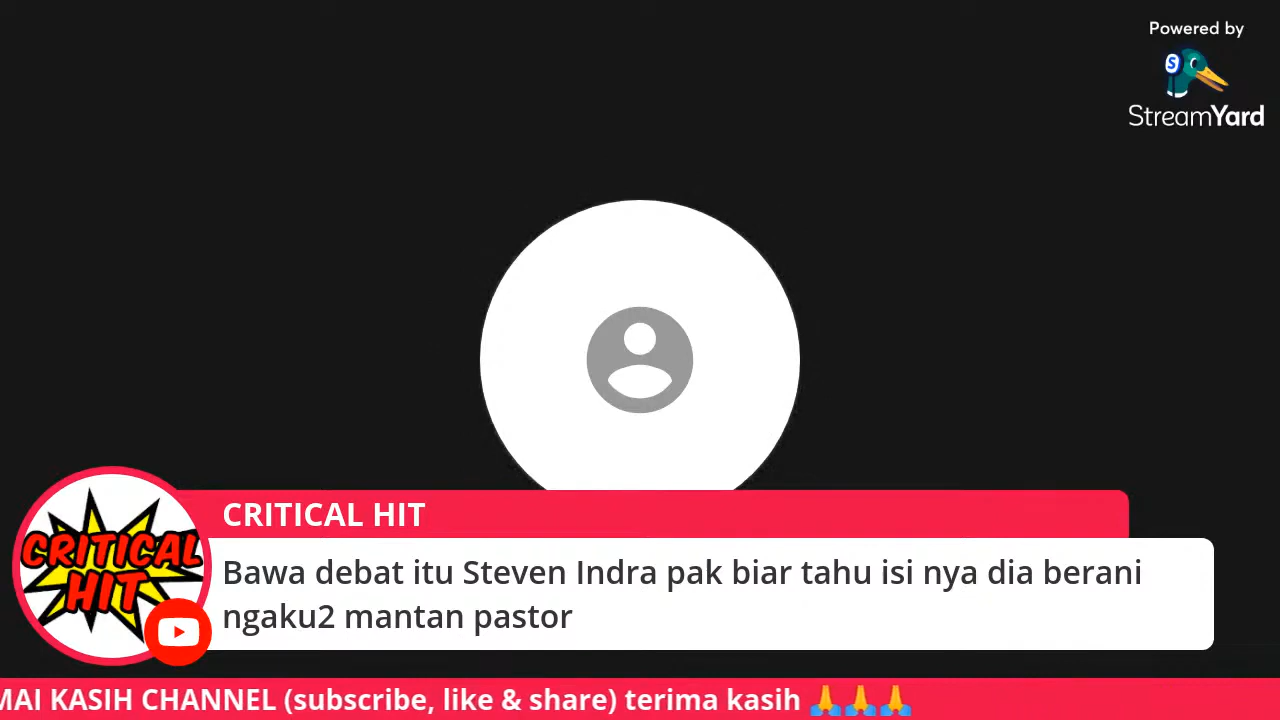 Powered by
S
StreamYard
CRITICAL HIT
CRITICAL
HIT
Bawa debat itu Steven Indra pak biar tahu isi nya dia berani
ngaku2 mantan pastor
MAI KASIH CHANNEL (subscribe, like & share) terima kasih 🙏🙏🙏